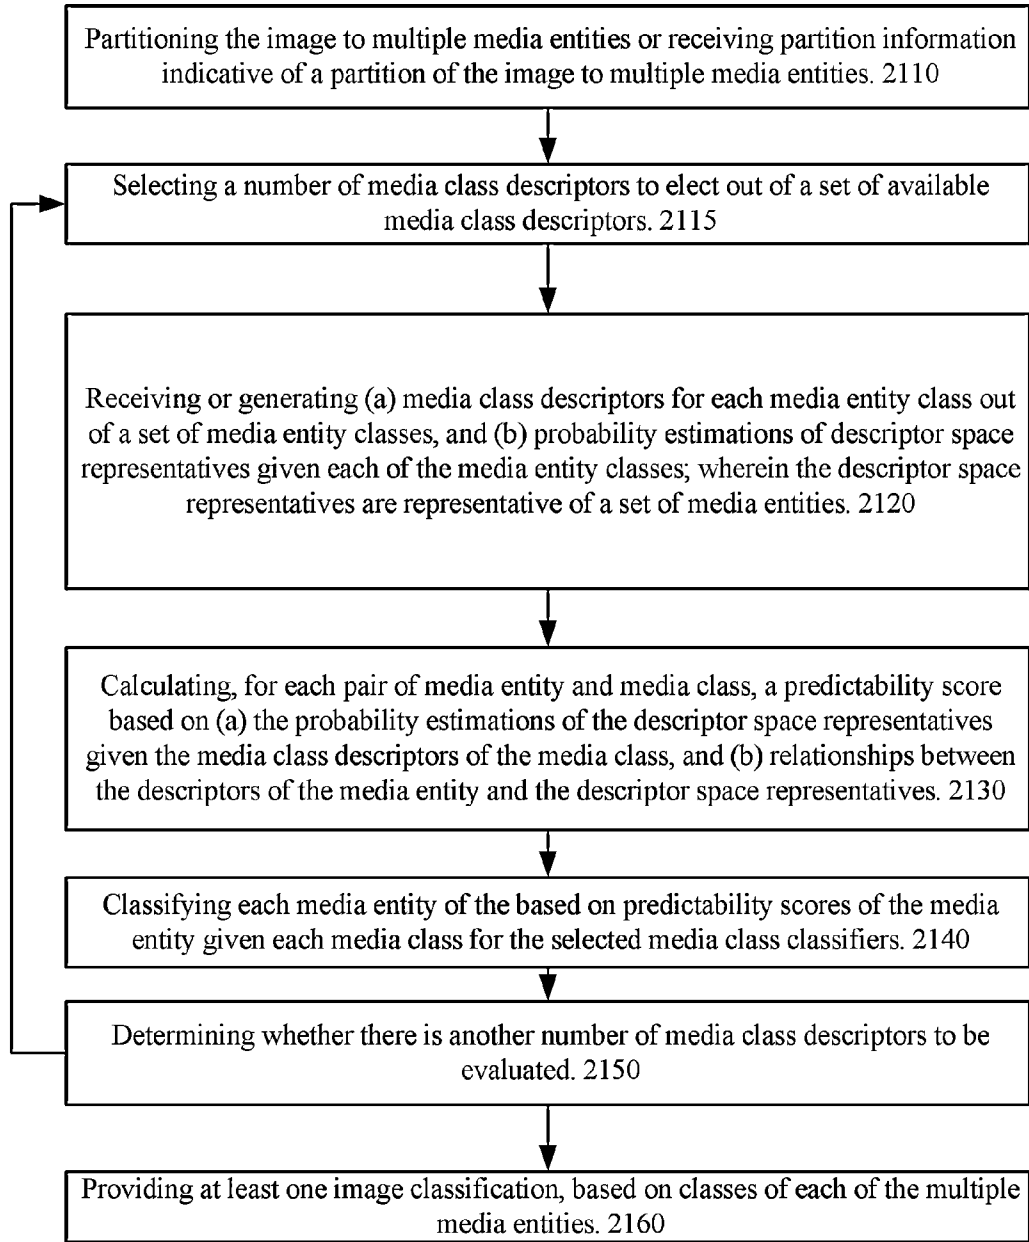 Partitioning the image to multiple media entities or receiving partition information
indicative of a partition of the image to multiple media entities. 2110
Selecting a number of media class descriptors to elect out of a set of available
media class descriptors. 2115
Receiving or generating (a) media class descriptors for each media entity class out
of a set of media entity classes, and (b) probability estimations of descriptor space
representatives given each of the media entity classes; wherein the descriptor space
representatives are representative of a set of media entities. 2120
Calculating, for each pair of media entity and media class, a predictability score
based on (a) the probability estimations of the descriptor space representatives
given the media class descriptors of the media class, and (b) relationships between
the descriptors of the media entity and the descriptor space representatives. 2130
Classifying each media entity of the based on predictability scores of the media
entity given each media class for the selected media class classifiers. 2140
Determining whether there is another number of media class descriptors to be
evaluated. 2150
Providing at least one image classification, based on classes of each of the multiple
media entities. 2160